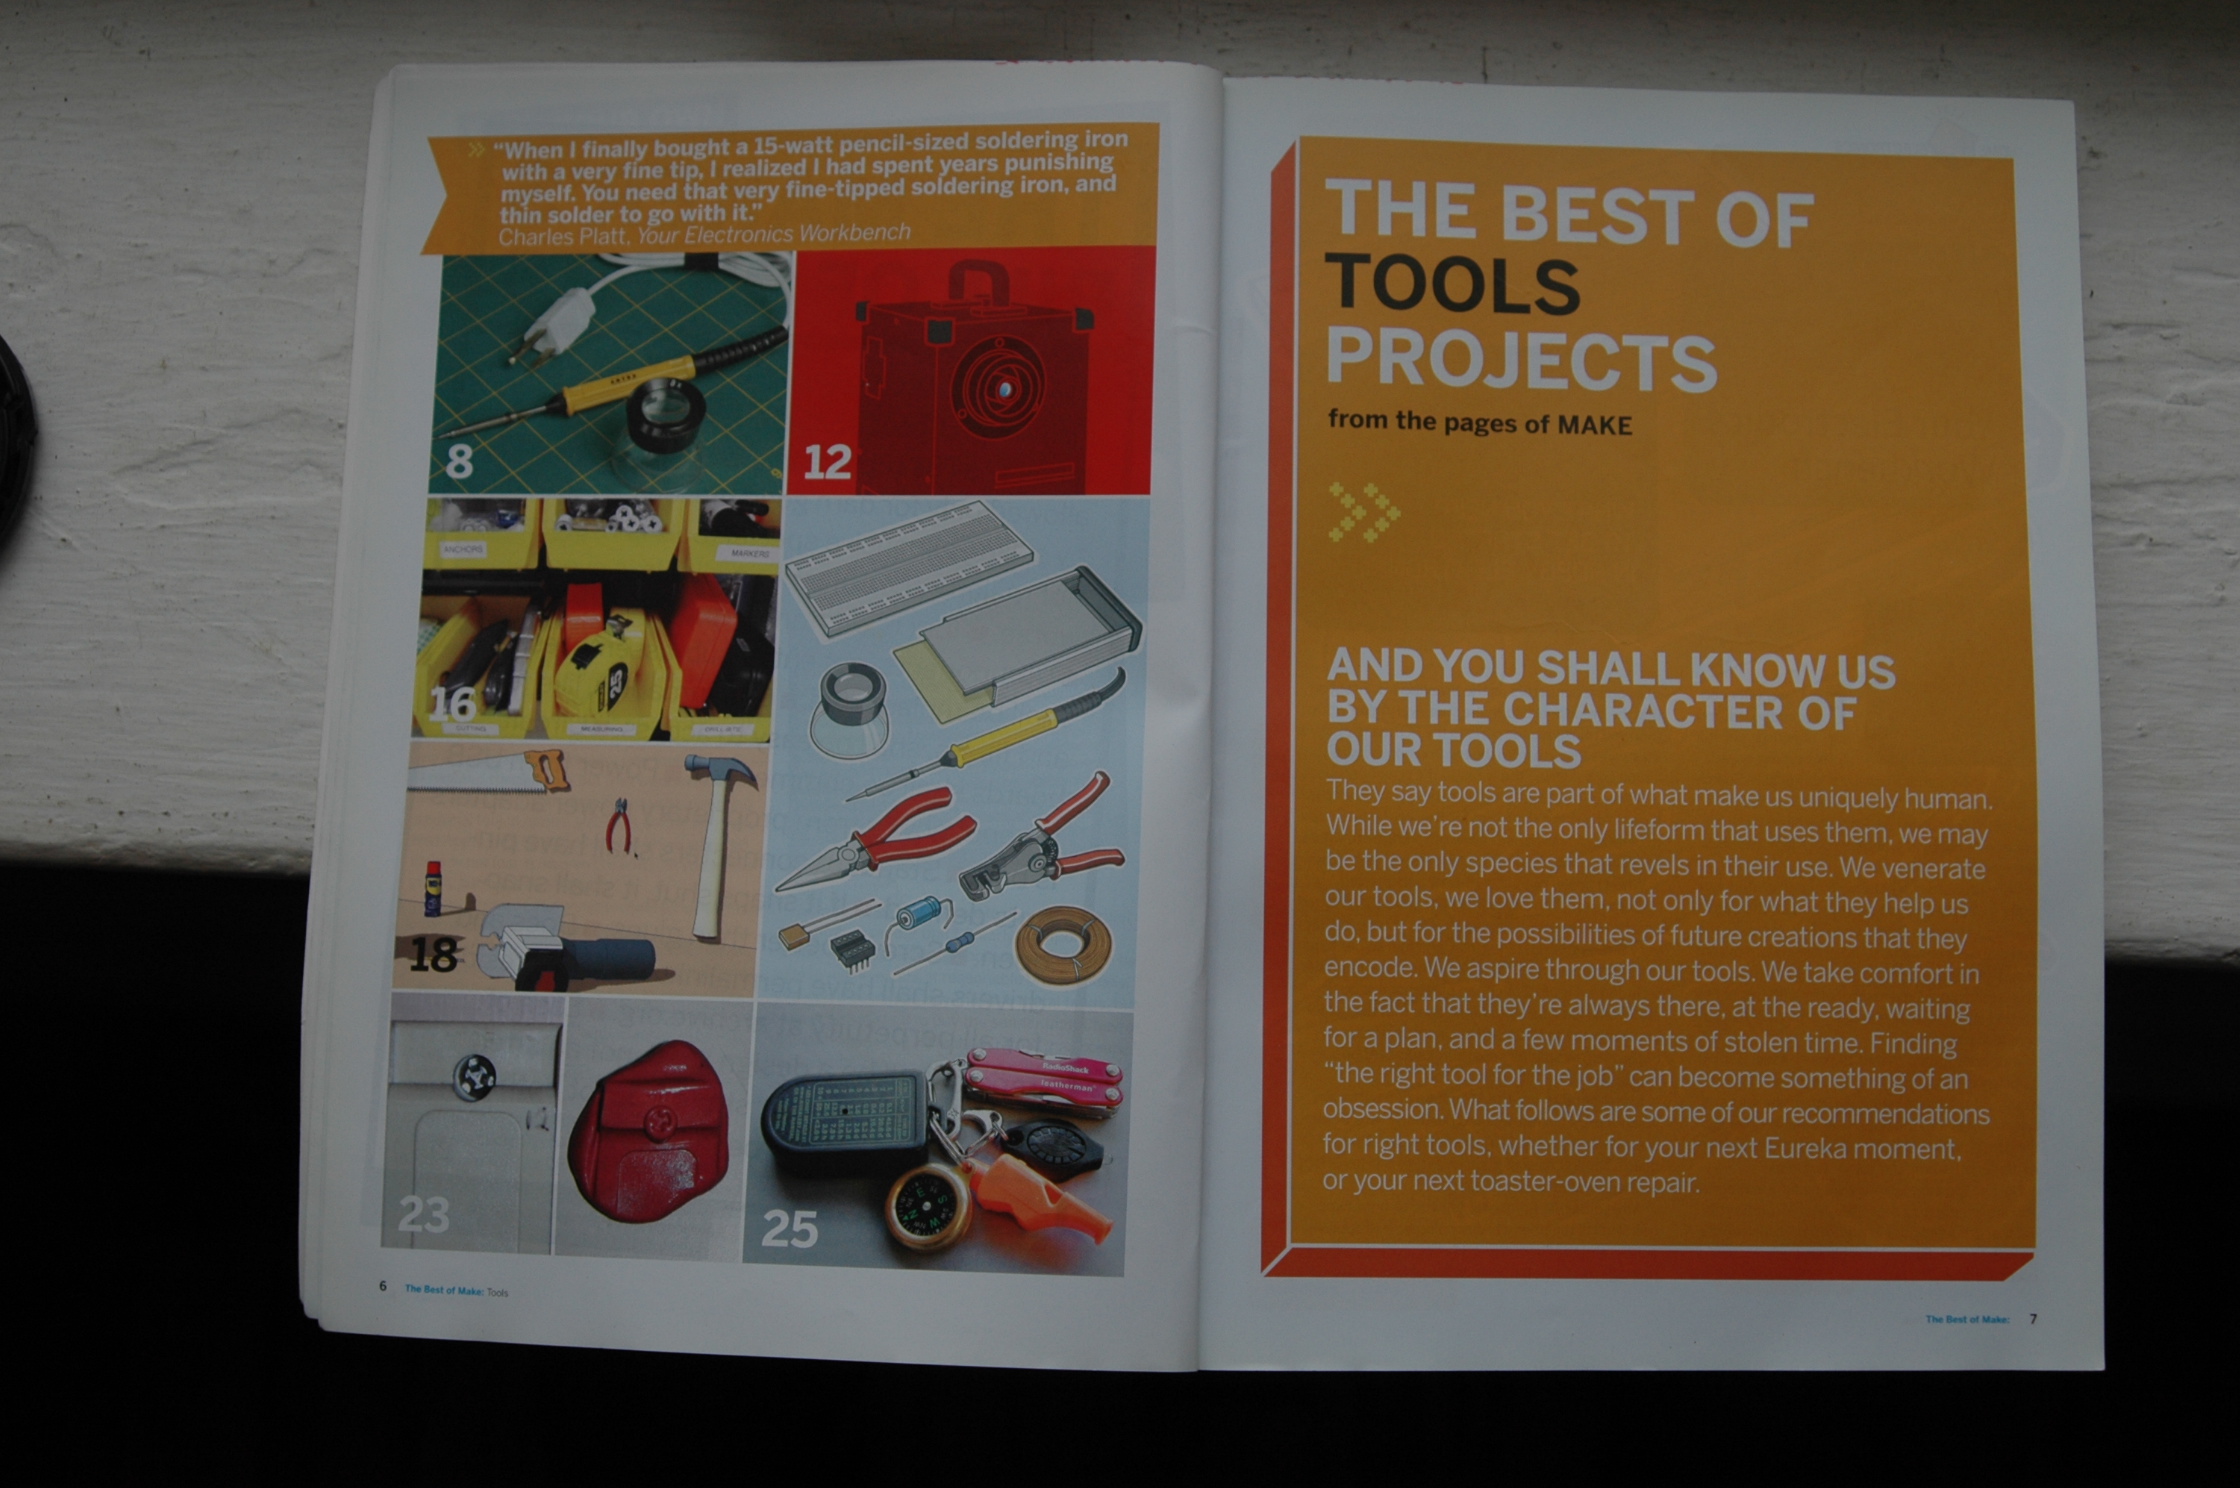 » “When I finally bought a 15-watt pencil-sized soldering iron
with a very fine tip, I realized I had spent years punishing
myself. You need that very fine-tipped soldering iron, and
thin solder to go with it.”
Charles Platt, Your Electronics Workbench
8
12
ANCHORS
MARKERS
25
16
CUTTING
MEASURING
18
23
RadioShack
leatherman
E
S
N
W
25
6 The Best of Make: Tools
THE BEST OF
TOOLS
PROJECTS
from the pages of MAKE
»
AND YOU SHALL KNOW US
BY THE CHARACTER OF
OUR TOOLS
They say tools are part of what make us uniquely human.
While we’re not the only lifeform that uses them, we may
be the only species that revels in their use. We venerate
our tools, we love them, not only for what they help us
do, but for the possibilities of future creations that they
encode. We aspire through our tools. We take comfort in
the fact that they’re always there, at the ready, waiting
for a plan, and a few moments of stolen time. Finding
“the right tool for the job” can become something of an
obsession. What follows are some of our recommendations
for right tools, whether for your next Eureka moment,
or your next toaster-oven repair.
The Best of Make: 7